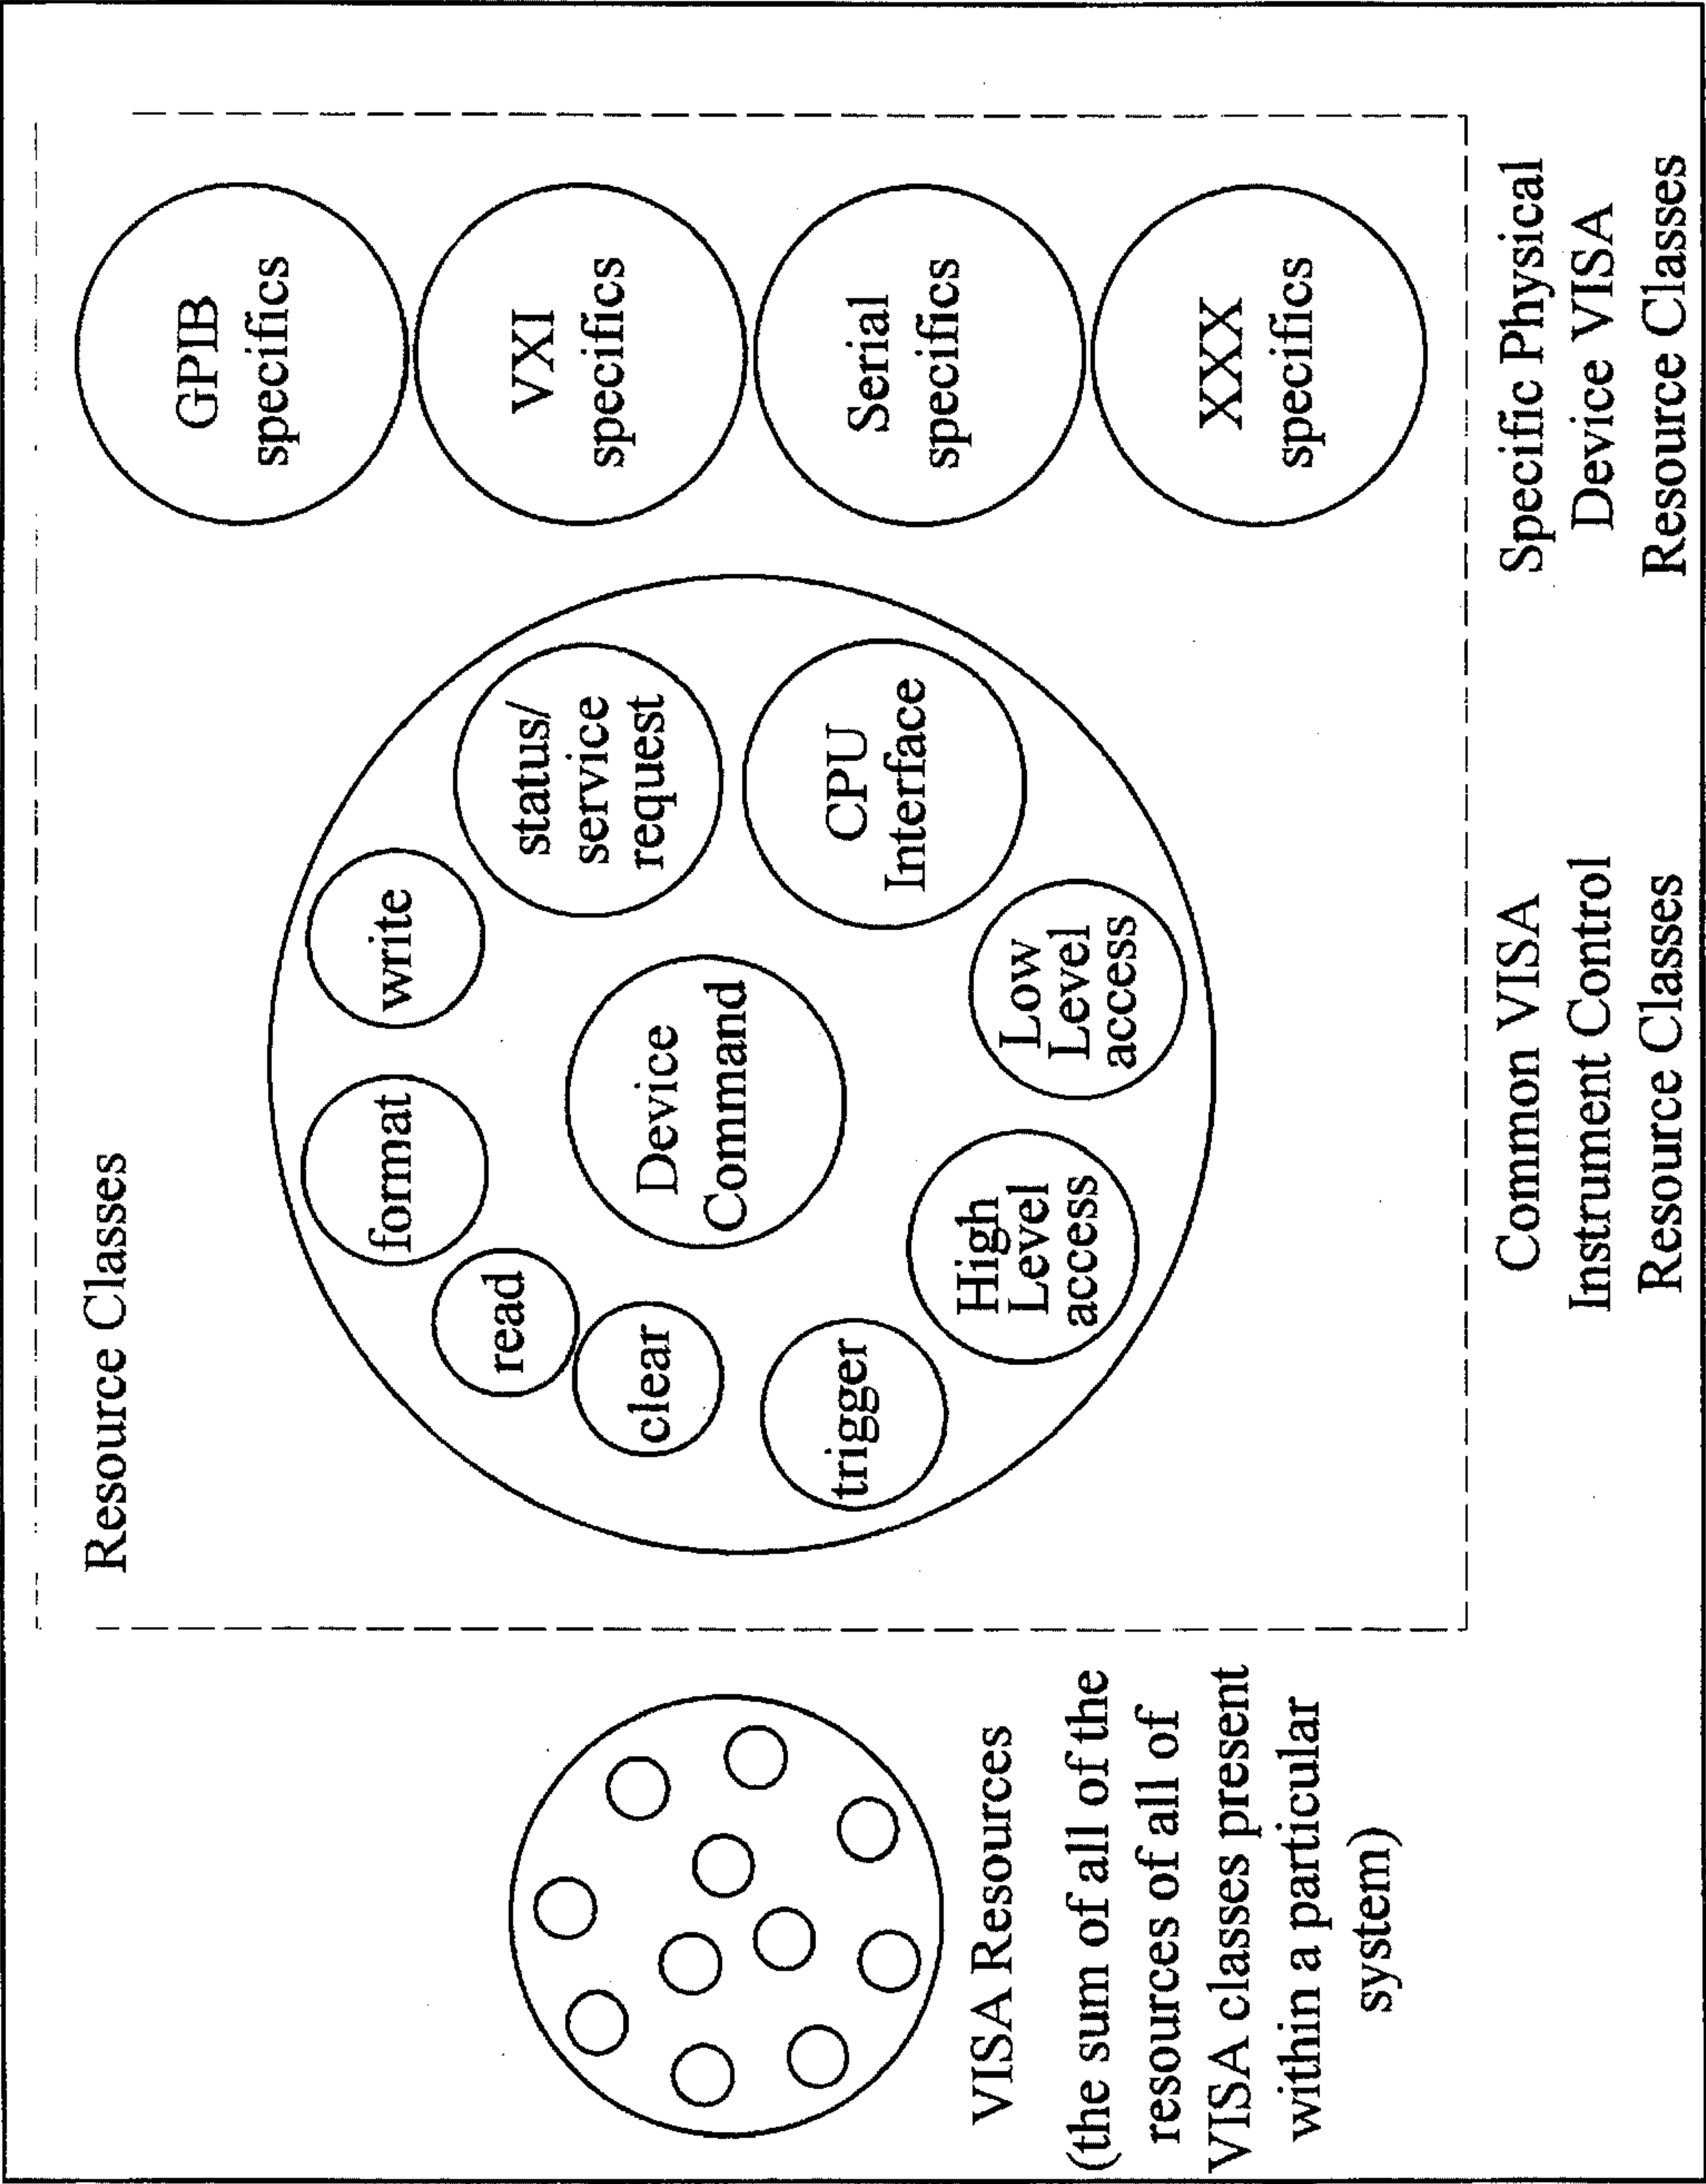 Resource Classes
write
format
read
clear
trigger
High
Level
access
Low
Level
access
CPU
Interface
status/
service
request
Device
Command
GPIB
specifics
VXI
specifics
Serial
specifics
XXX
specifics
VISA Resources
(the sum of all of the
resources of all of
VISA classes present
within a particular
system)
Common VISA
Instrument Control
Resource Classes
Specific Physical
Device VISA
Resource Classes